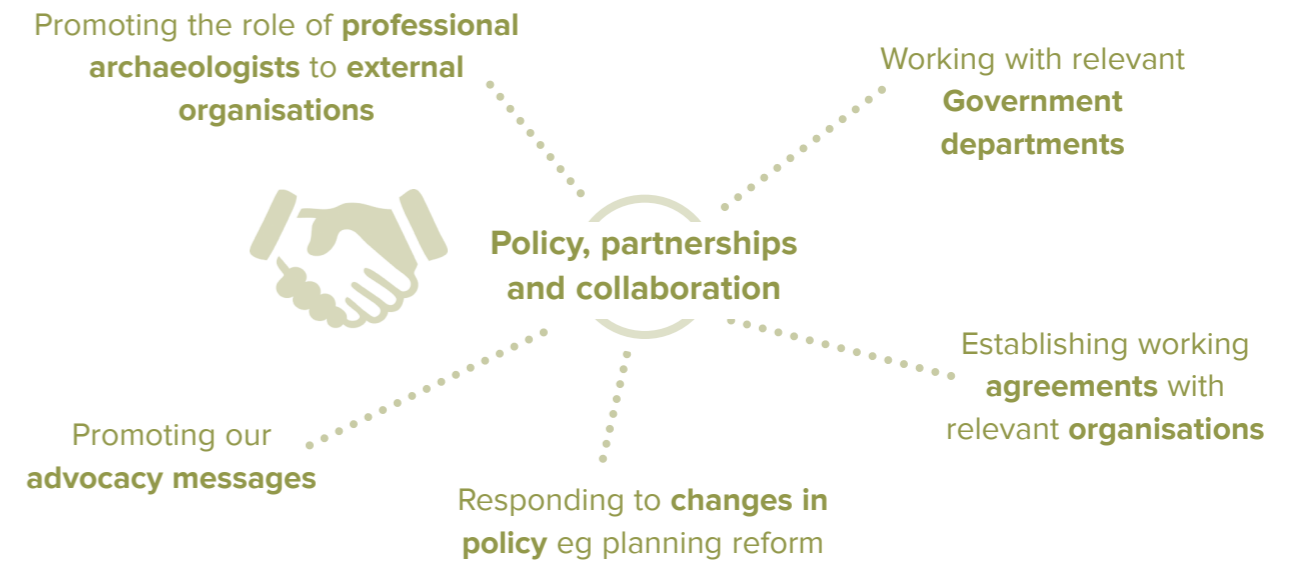 Promoting the role of professional
archaeologists to external
organisations
Working with relevant
Government
departments
Policy, partnerships
and collaboration
Establishing working
agreements with
relevant organisations
Promoting our
advocacy messages
Responding to changes in
policy eg planning reform